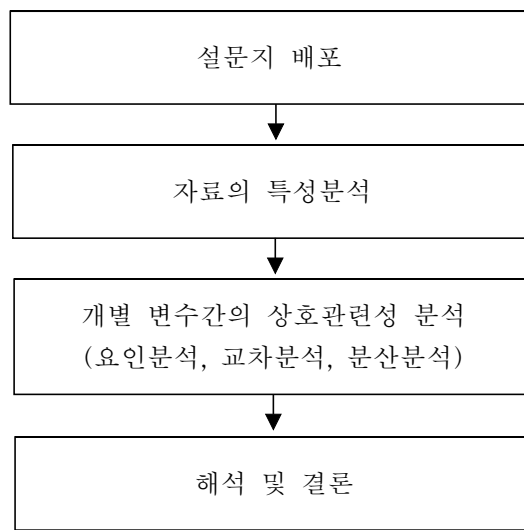 설문지 배포
자료의 특성분석
개별 변수간의 상호관련성 분석
(요인분석, 교차분석, 분산분석)
해석 및 결론